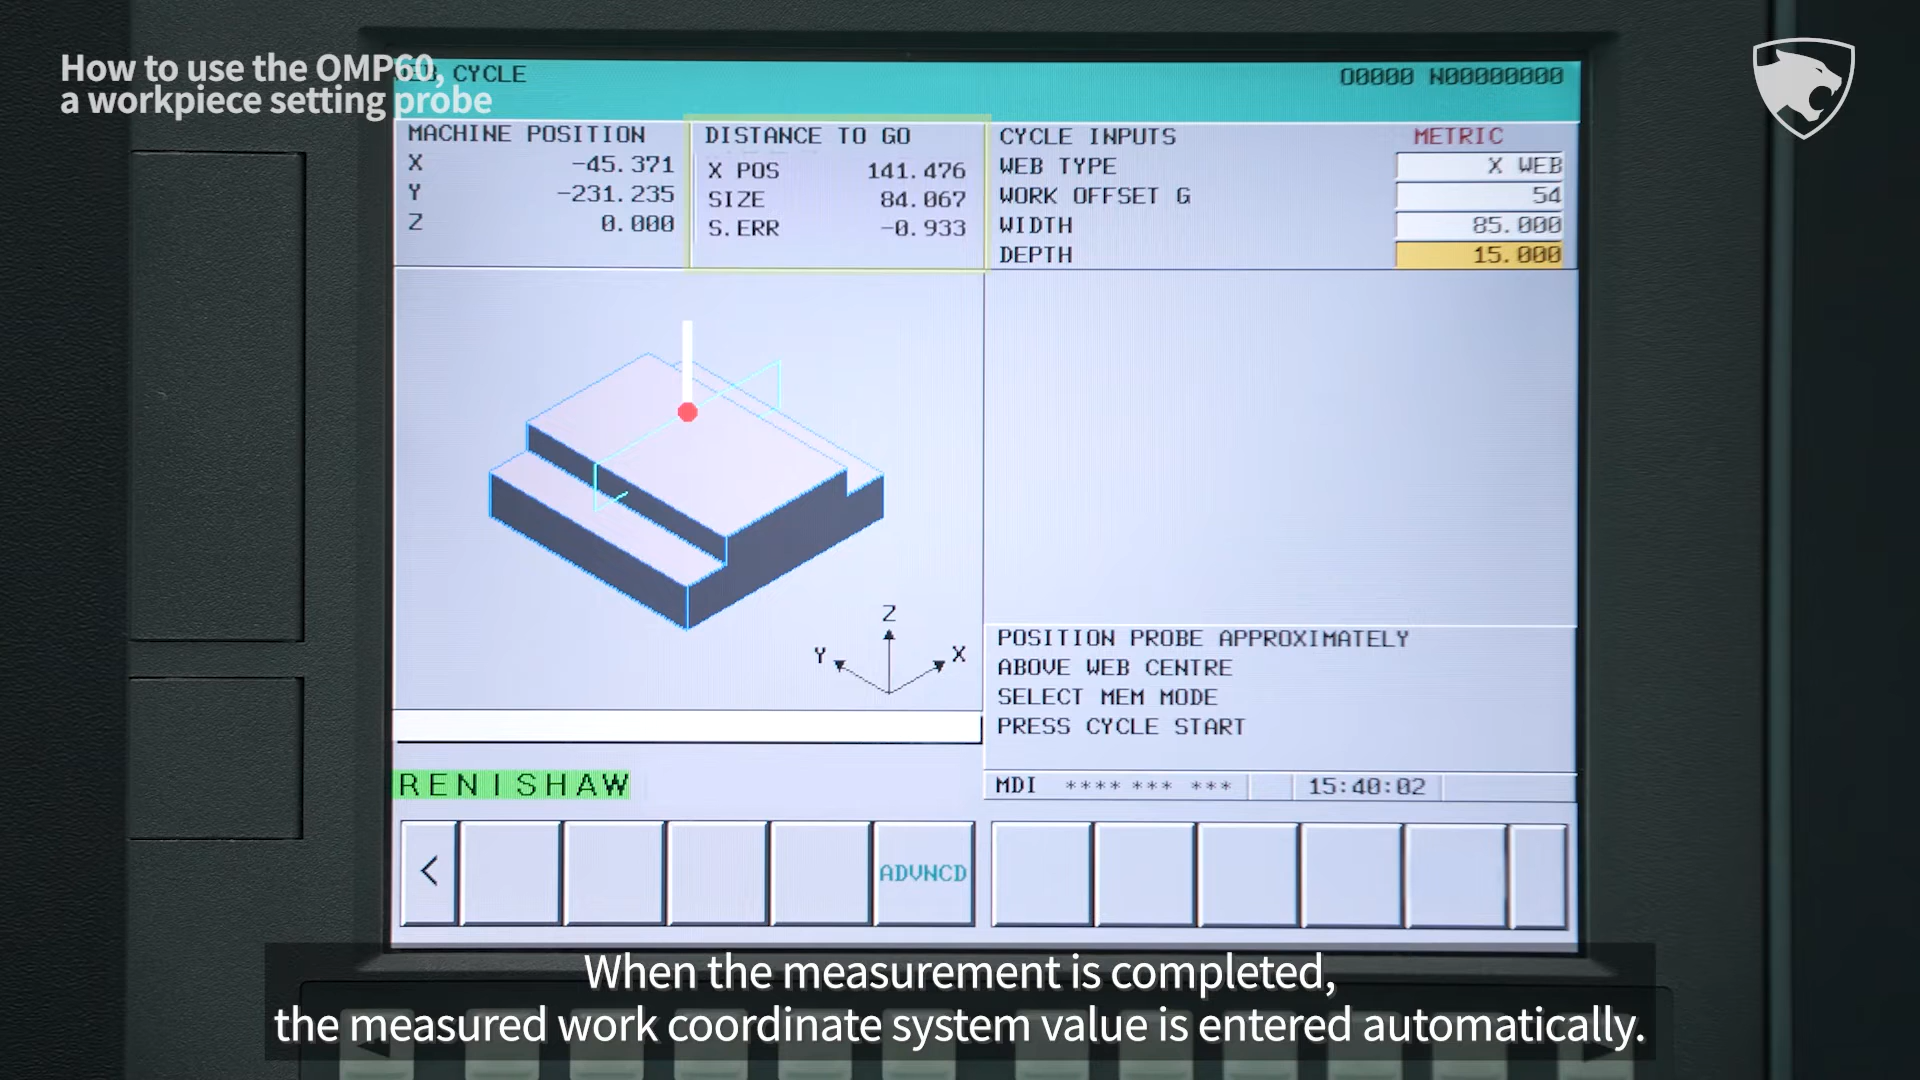 How to use the OMP60,
a workpiece setting probe
CYCLE
O0000 N00000000
MACHINE POSITION
X -45.371
Y -231.235
Z 0.000
DISTANCE TO GO
X POS 141.476
SIZE 84.067
S.ERR -0.933
CYCLE INPUTS METRIC
WEB TYPE X WEB
WORK OFFSET G 54
WIDTH 85.000
DEPTH 15.000
Z
Y
X
POSITION PROBE APPROXIMATELY
ABOVE WEB CENTRE
SELECT MEM MODE
PRESS CYCLE START
RENISHAW
MDI **** *** *** 15:40:02
<
ADVNCD
When the measurement is completed,
the measured work coordinate system value is entered automatically.